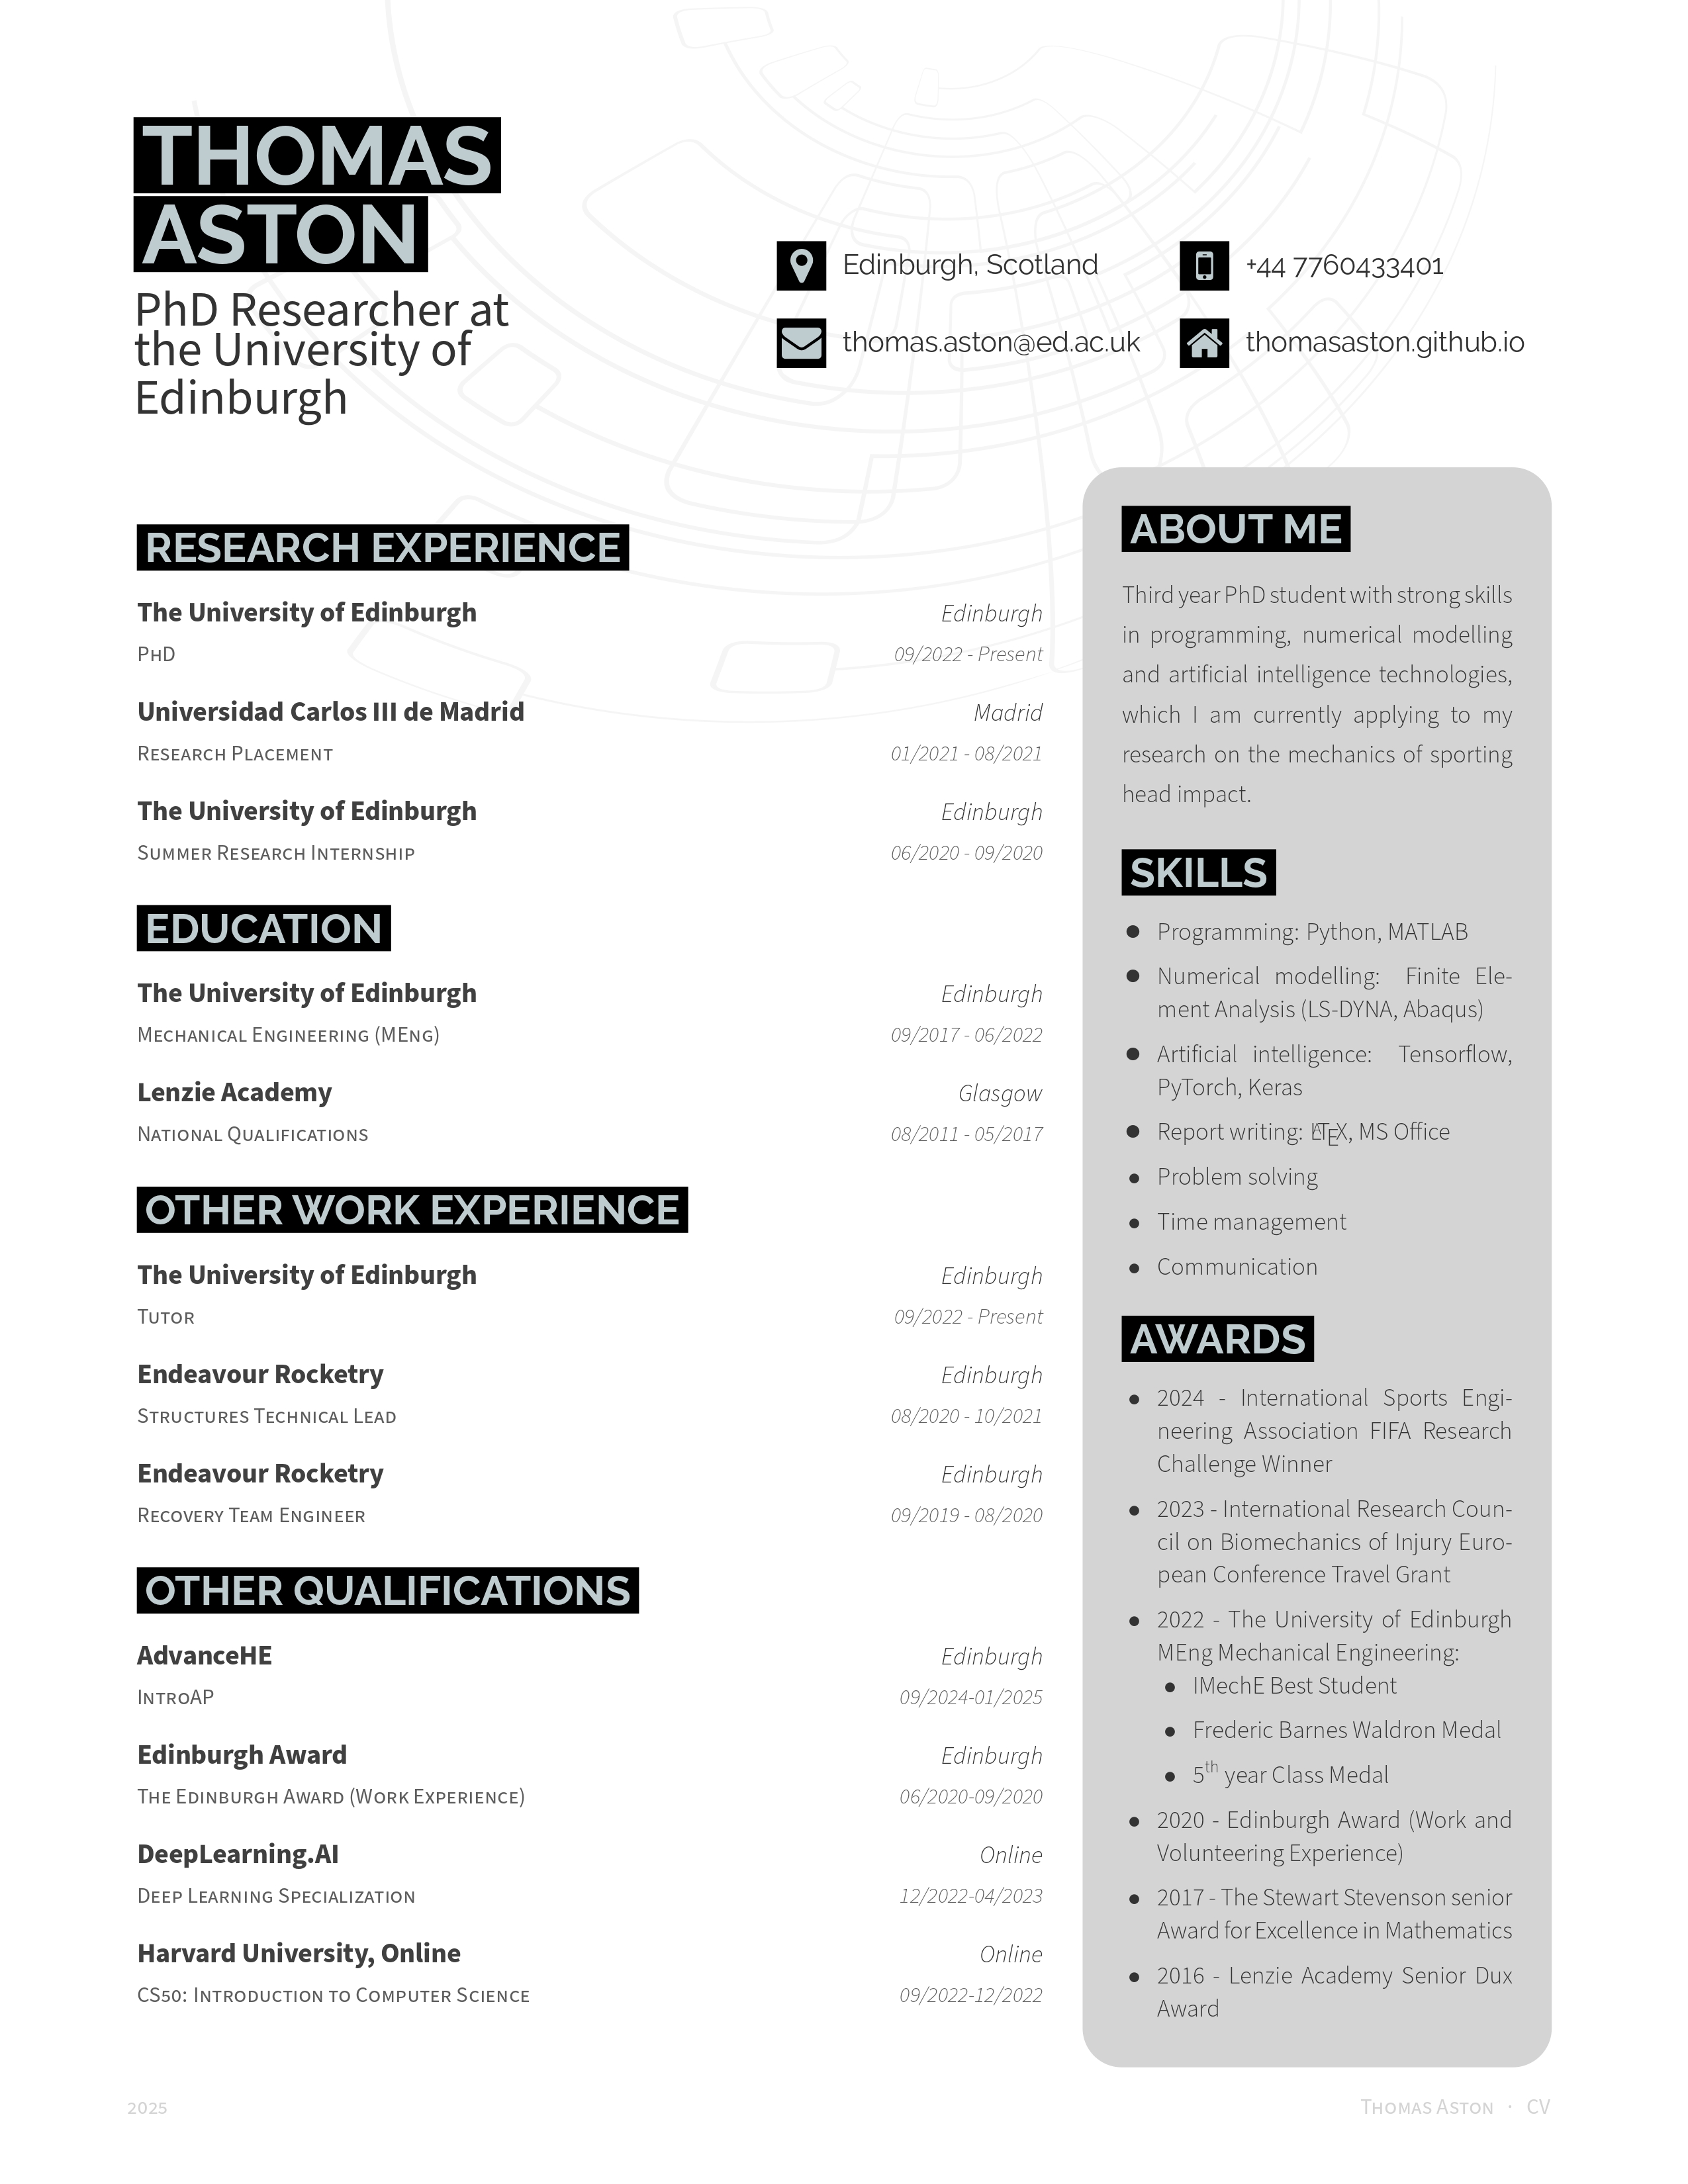 THOMAS
ASTON
PhD Researcher at
the University of
Edinburgh
Edinburgh, Scotland
+44 7760433401
thomas.aston@ed.ac.uk
thomasaston.github.io
RESEARCH EXPERIENCE
The University of Edinburgh Edinburgh
PhD 09/2022 - Present
Universidad Carlos III de Madrid Madrid
Research Placement 01/2021 - 08/2021
The University of Edinburgh Edinburgh
Summer Research Internship 06/2020 - 09/2020
EDUCATION
The University of Edinburgh Edinburgh
Mechanical Engineering (MEng) 09/2017 - 06/2022
Lenzie Academy Glasgow
National Qualifications 08/2011 - 05/2017
OTHER WORK EXPERIENCE
The University of Edinburgh Edinburgh
Tutor 09/2022 - Present
Endeavour Rocketry Edinburgh
Structures Technical Lead 08/2020 - 10/2021
Endeavour Rocketry Edinburgh
Recovery Team Engineer 09/2019 - 08/2020
OTHER QUALIFICATIONS
AdvanceHE Edinburgh
IntroAP 09/2024-01/2025
Edinburgh Award Edinburgh
The Edinburgh Award (Work Experience) 06/2020-09/2020
DeepLearning.AI Online
Deep Learning Specialization 12/2022-04/2023
Harvard University, Online Online
CS50: Introduction to Computer Science 09/2022-12/2022
ABOUT ME
Third year PhD student with strong skills
in programming, numerical modelling
and artificial intelligence technologies,
which I am currently applying to my
research on the mechanics of sporting
head impact.
SKILLS
• Programming: Python, MATLAB
• Numerical modelling: Finite Ele-
ment Analysis (LS-DYNA, Abaqus)
• Artificial intelligence: Tensorflow,
PyTorch, Keras
• Report writing: LATEX, MS Office
• Problem solving
• Time management
• Communication
AWARDS
• 2024 - International Sports Engi-
neering Association FIFA Research
Challenge Winner
• 2023 - International Research Coun-
cil on Biomechanics of Injury Euro-
pean Conference Travel Grant
• 2022 - The University of Edinburgh
MEng Mechanical Engineering:
• IMechE Best Student
• Frederic Barnes Waldron Medal
• 5th year Class Medal
• 2020 - Edinburgh Award (Work and
Volunteering Experience)
• 2017 - The Stewart Stevenson senior
Award for Excellence in Mathematics
• 2016 - Lenzie Academy Senior Dux
Award
2025
Thomas Aston · CV